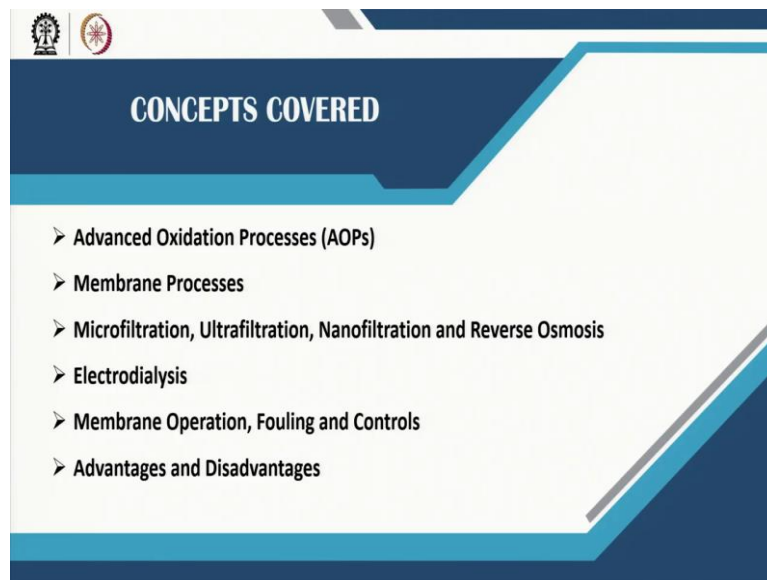 CONCEPTS COVERED
➢ Advanced Oxidation Processes (AOPs)
➢ Membrane Processes
➢ Microfiltration, Ultrafiltration, Nanofiltration and Reverse Osmosis
➢ Electrodialysis
➢ Membrane Operation, Fouling and Controls
➢ Advantages and Disadvantages